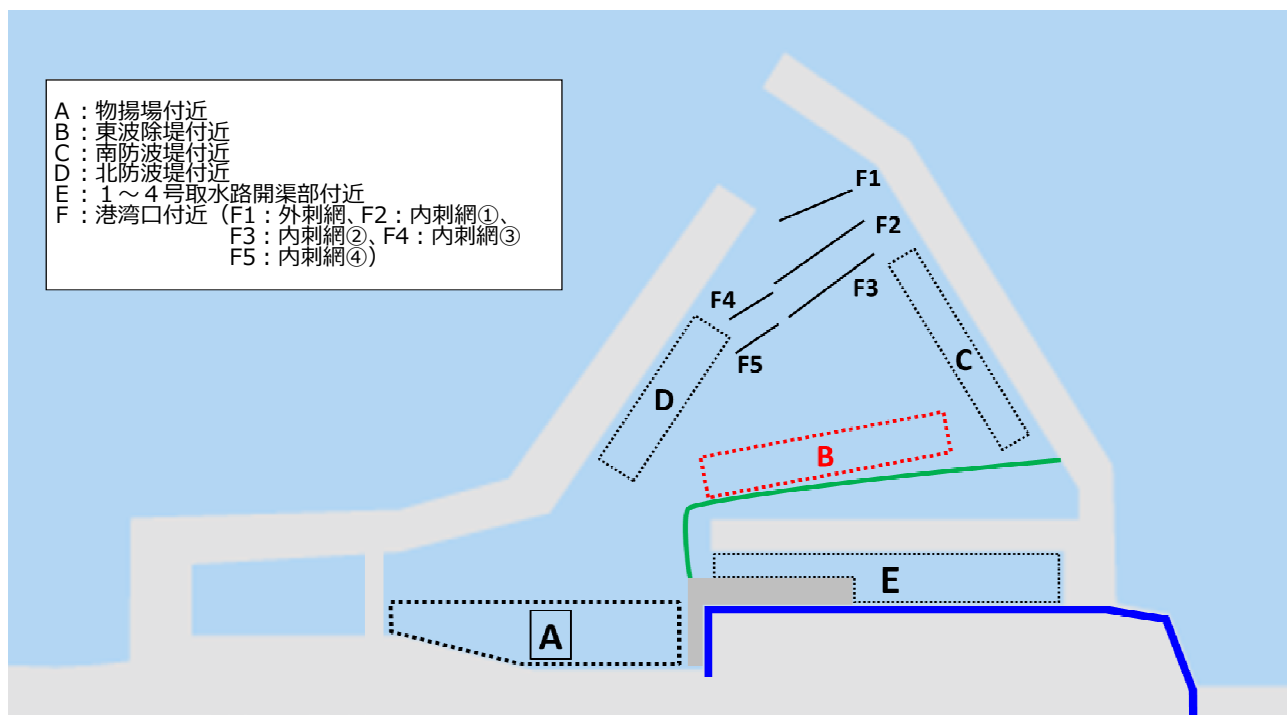 A：物揚場付近
B：東波除堤付近
C：南防波堤付近
D：北防波堤付近
E：１～４号取水路開渠部付近
F：港湾口付近（F1：外刺網、F2：内刺網①、
F3：内刺網②、F4：内刺網③
F5：内刺網④）
F1
F2
F3
F4
F5
C
D
B
E
A